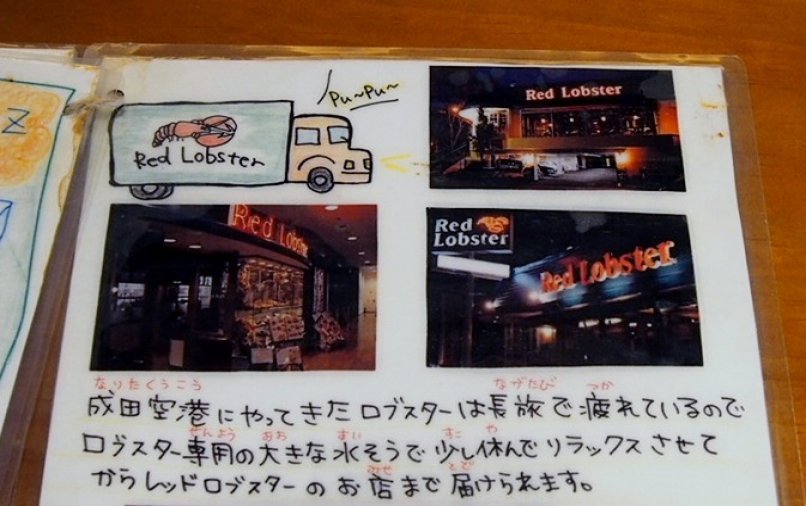 Z
Pu~Pu~
Red Lobster
Red Lobster
Red Lobster
Red Lobster
Red Lobster
なりたくうこう ながたび つか
成田空港にやってきたロブスターは長旅で疲れているので
せんよう おお すい すこ や
ロブスター専用の大きな水そうで少し休んでリラックスさせて
みせ とど
からレッドロブスターのお店まで届けられます。